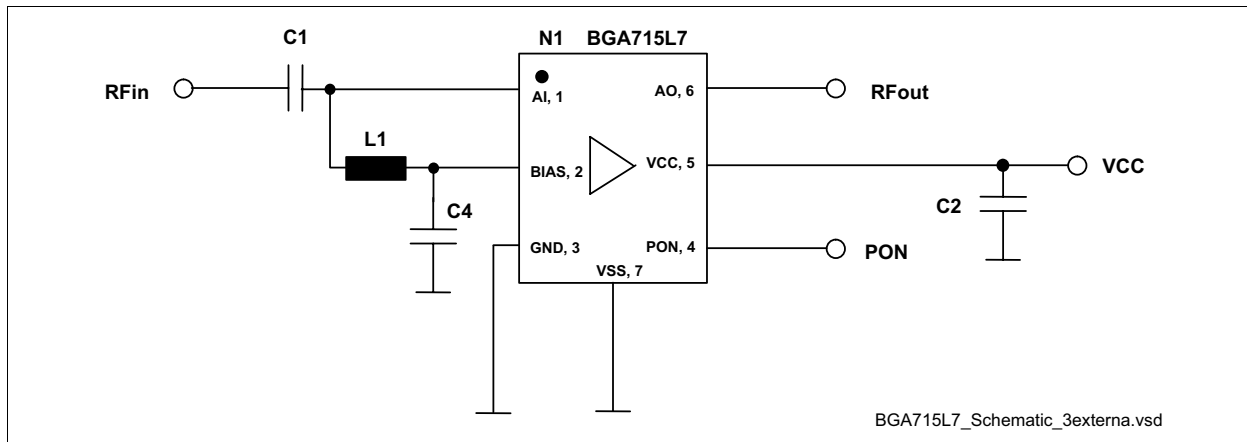 C1
N1 BGA715L7
RFin
AI, 1
AO, 6
RFout
L1
BIAS, 2
VCC, 5
VCC
C4
C2
GND, 3
PON, 4
PON
VSS, 7
BGA715L7_Schematic_3externa.vsd